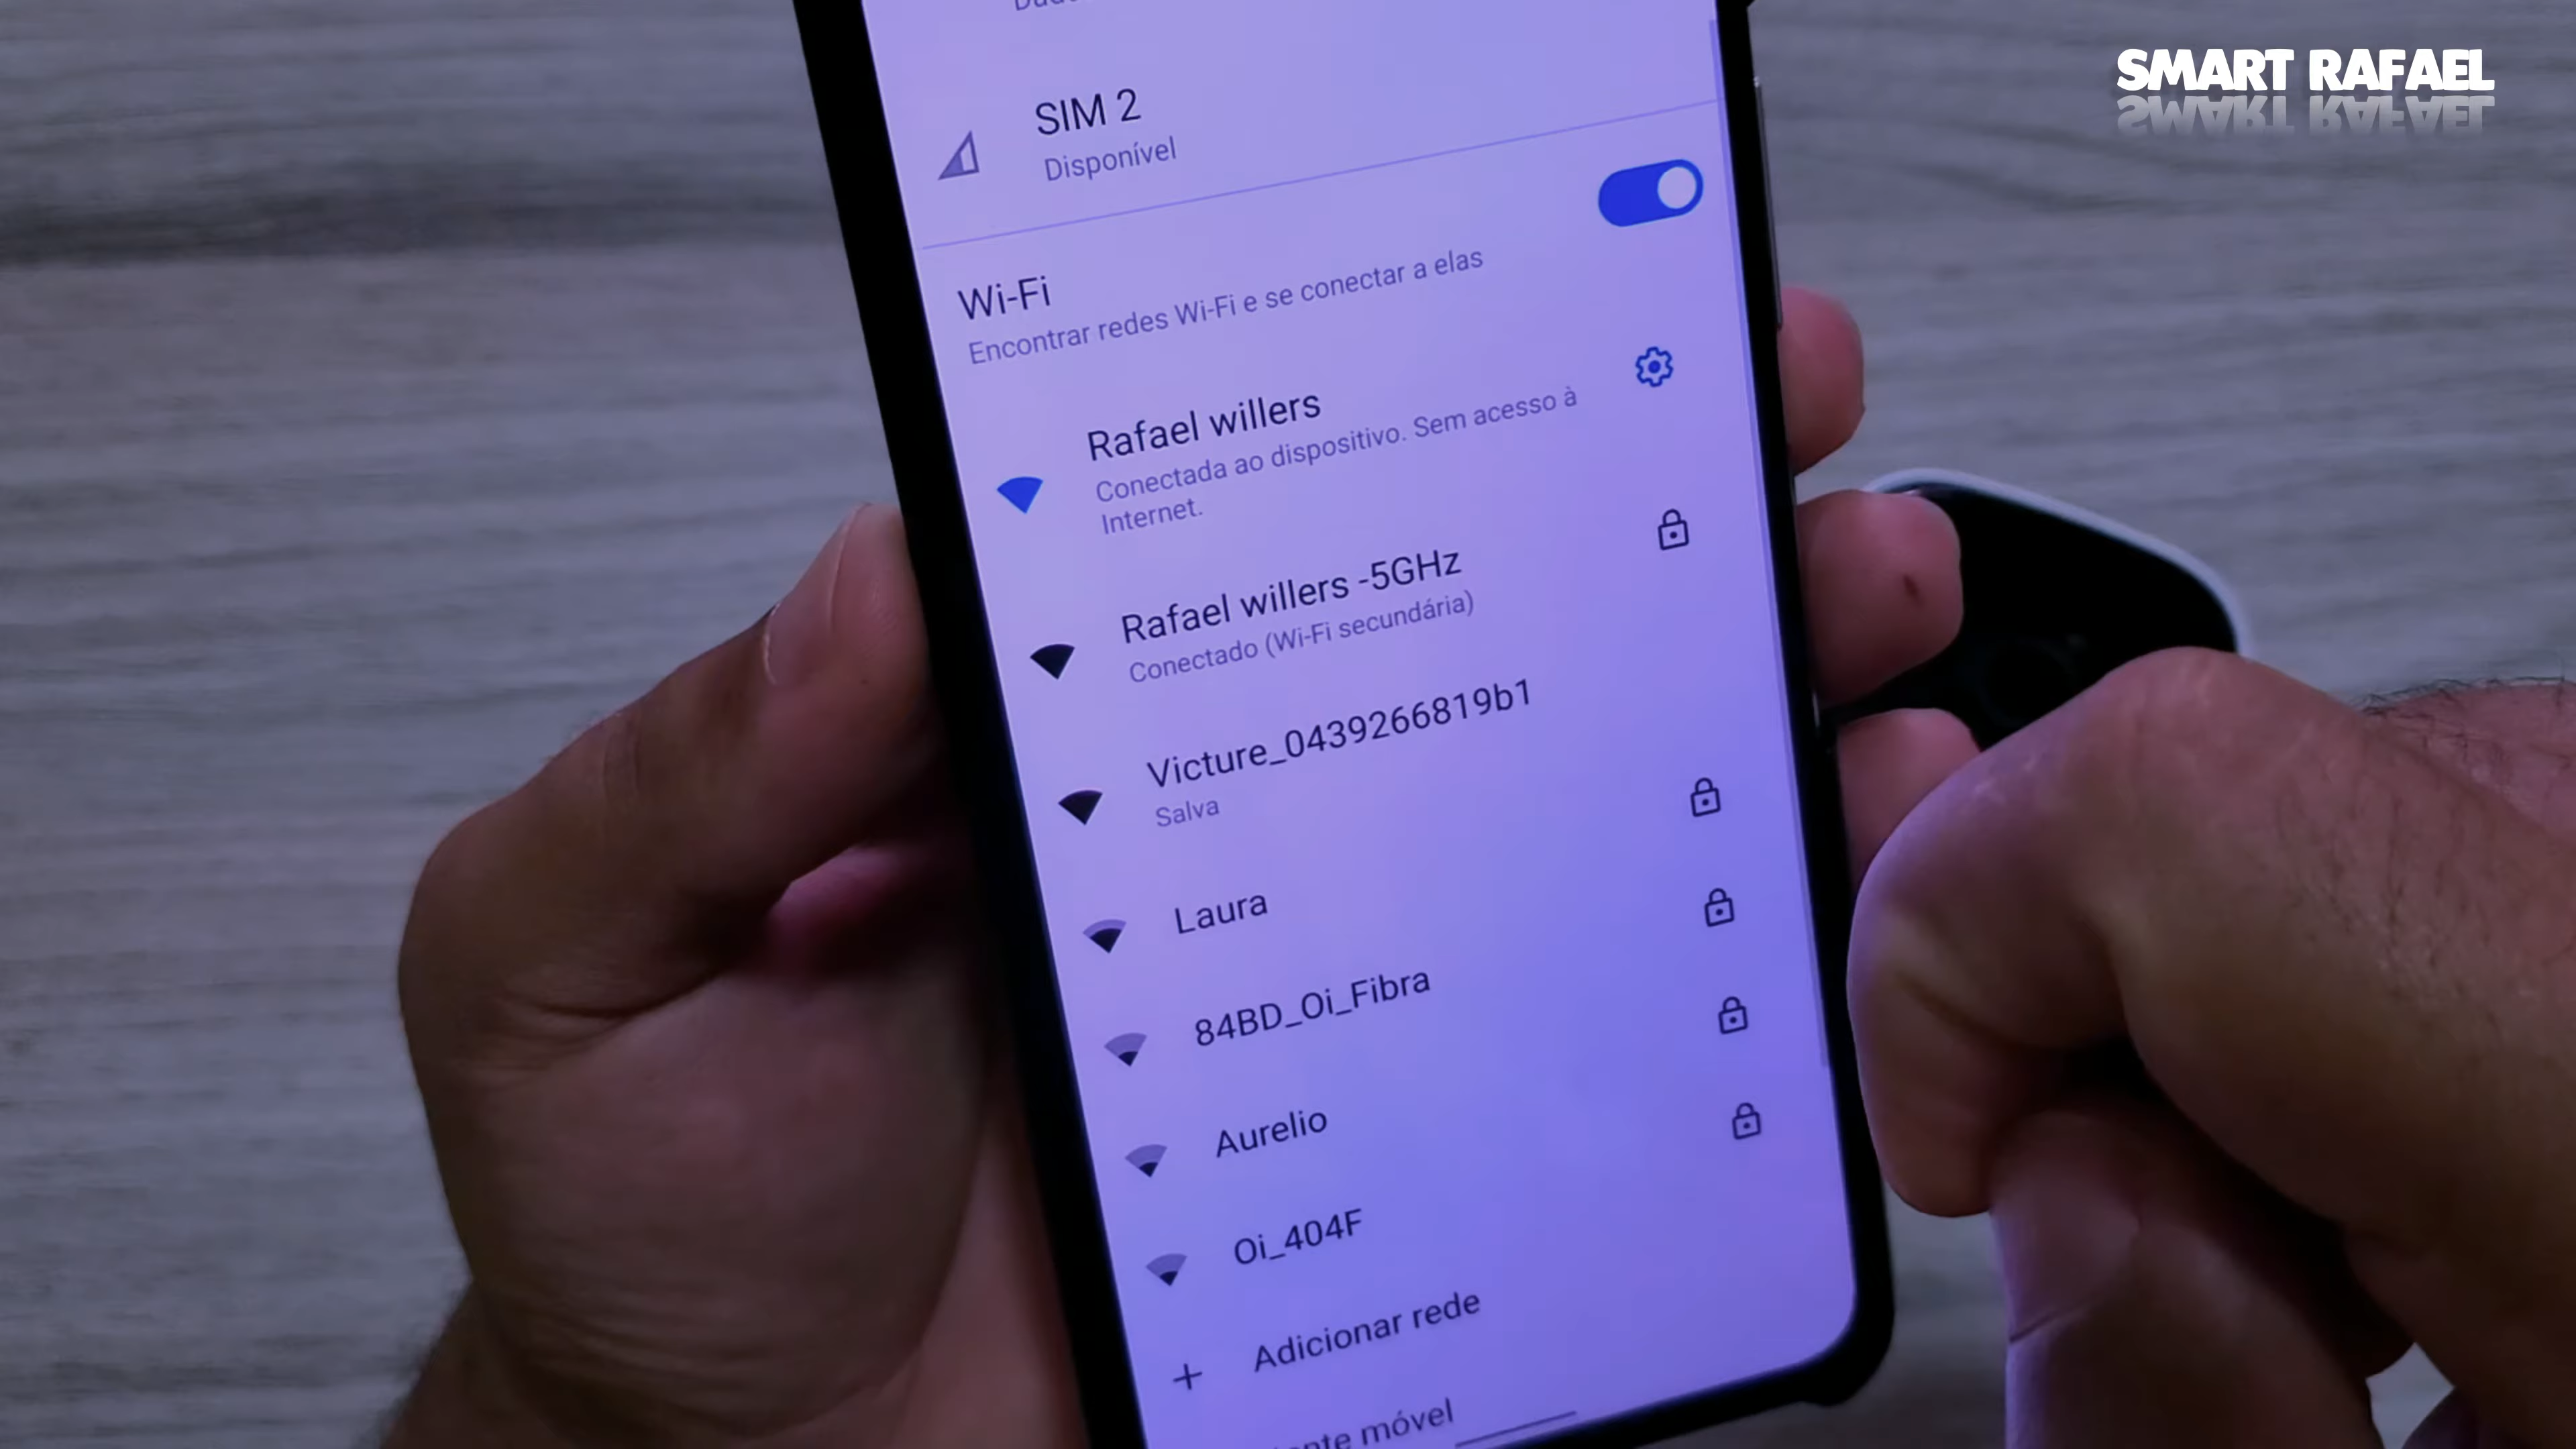 SMART RAFAEL
SIM 2
Disponível
Wi-Fi
Encontrar redes Wi-Fi e se conectar a elas
Rafael willers
Conectada ao dispositivo. Sem acesso à
Internet.
Rafael willers -5GHz
Conectado (Wi-Fi secundária)
Victure_0439266819b1
Salva
Laura
84BD_Oi_Fibra
Aurelio
Oi_404F
Adicionar rede
móvel